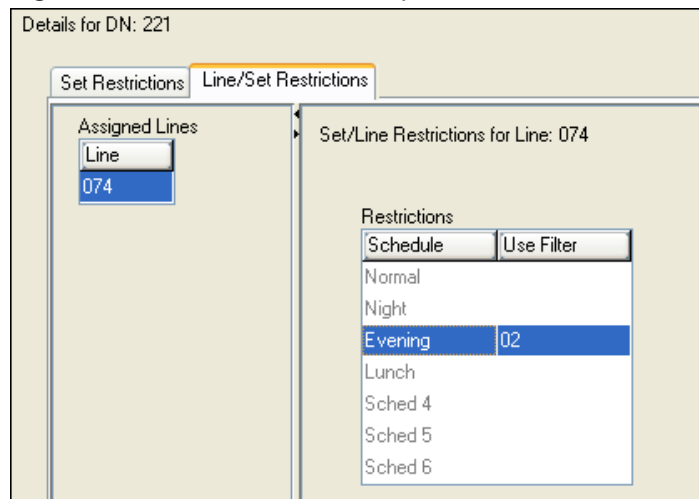 Details for DN: 221
Set Restrictions Line/Set Restrictions
Assigned Lines
Line
074
Set/Line Restrictions for Line: 074
Restrictions
Schedule Use Filter
Normal
Night
Evening 02
Lunch
Sched 4
Sched 5
Sched 6